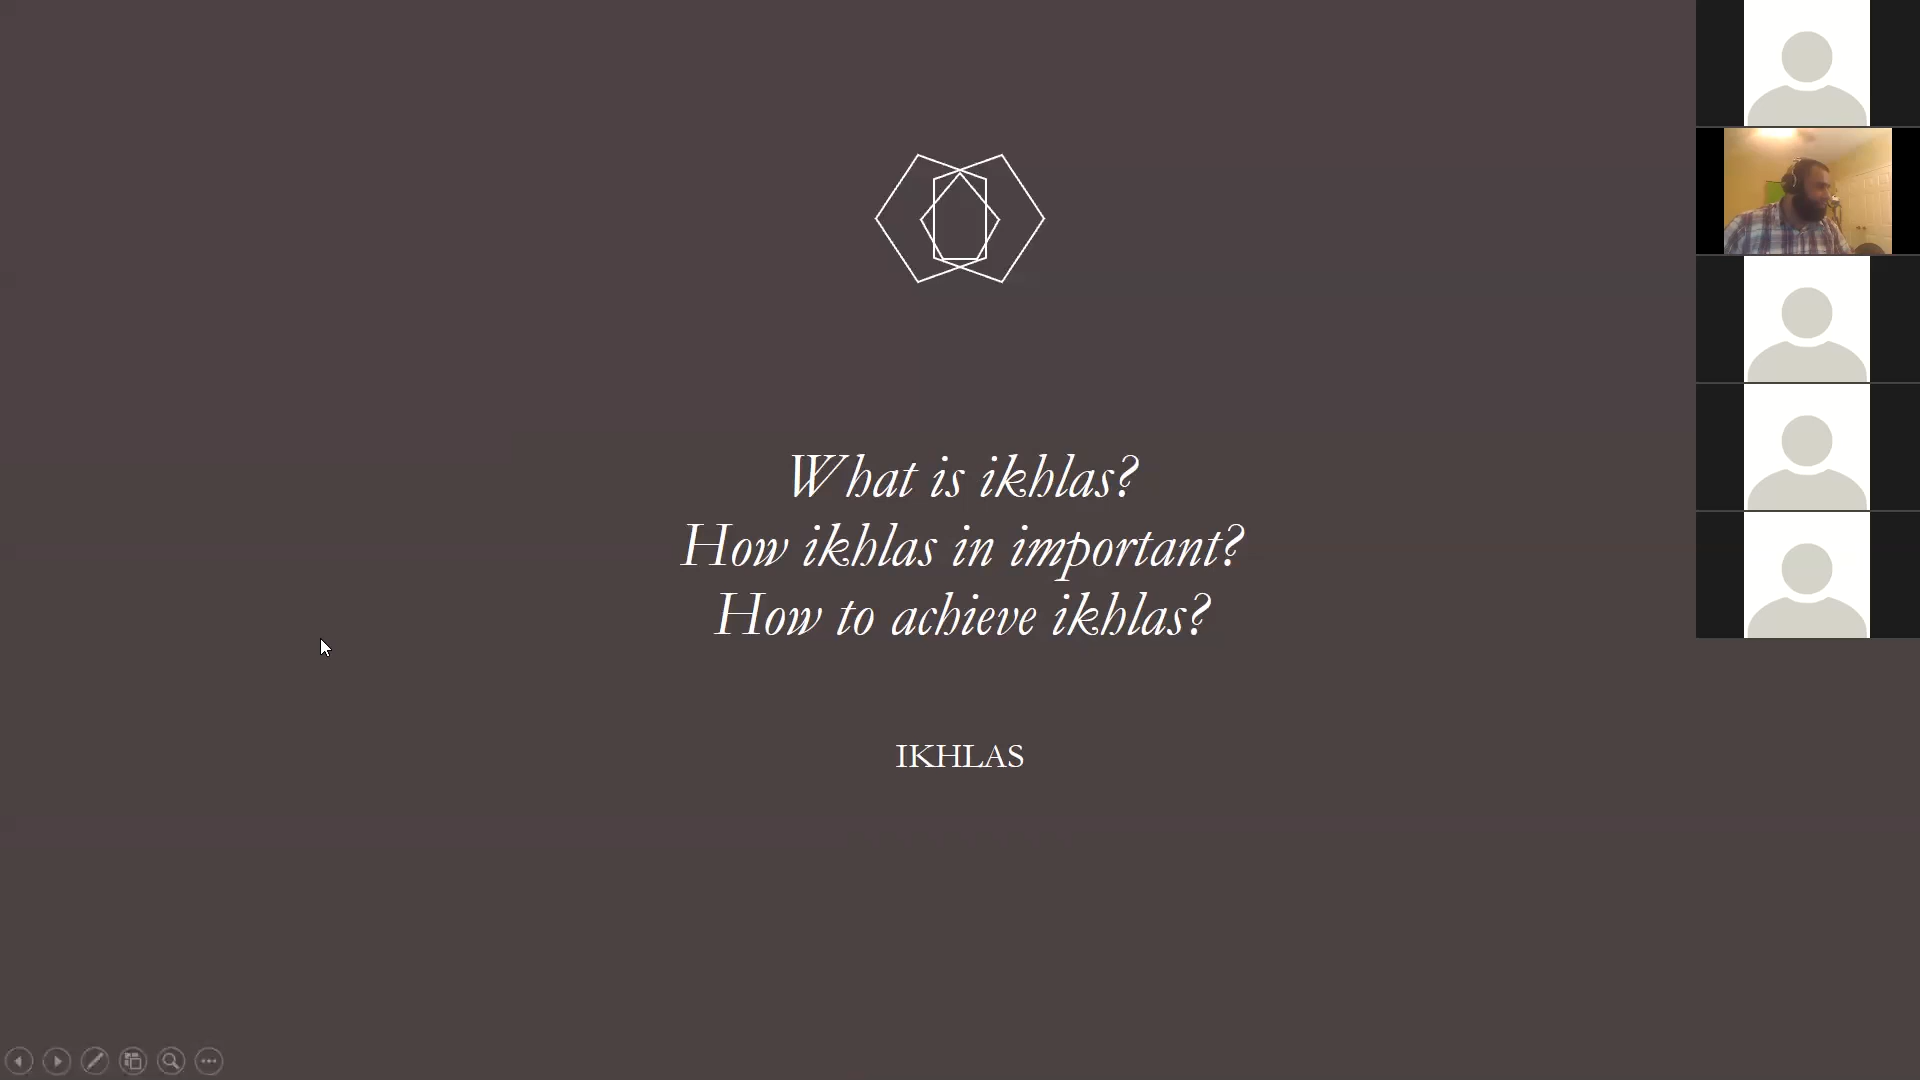 What is ikhlas?
How ikhlas in important?
How to achieve ikhlas?
IKHLAS